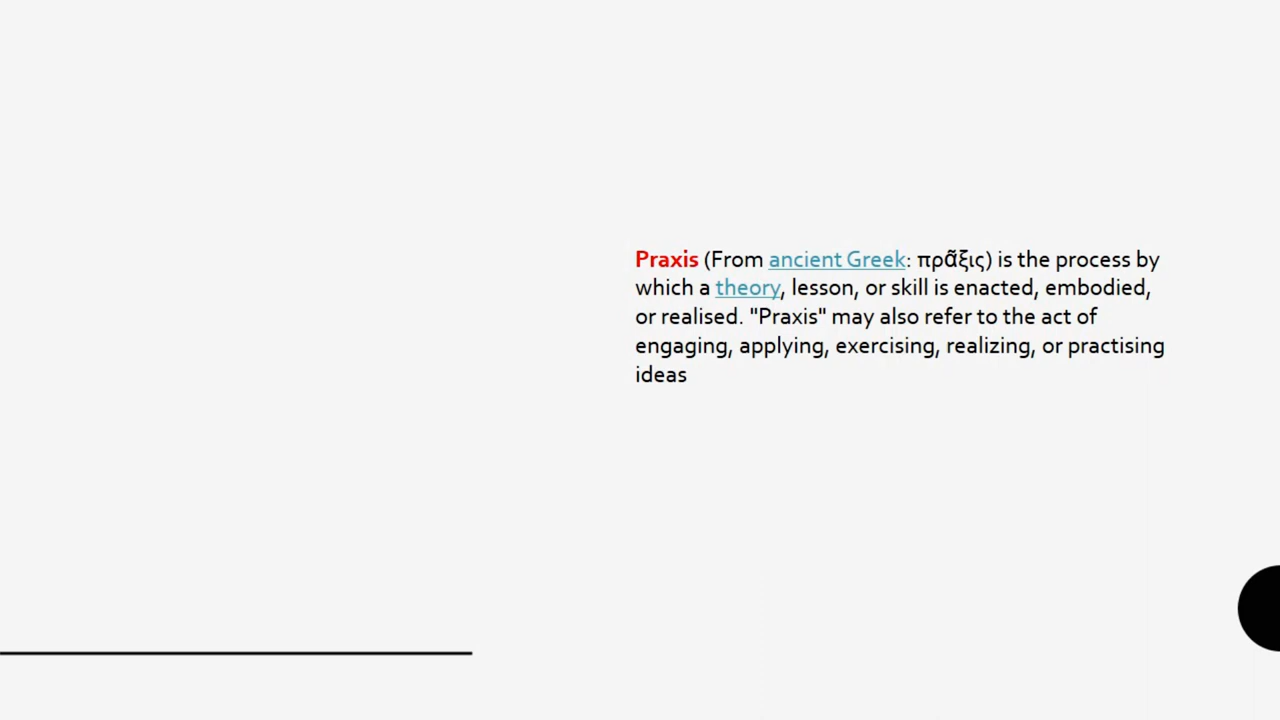 Praxis (From ancient Greek: πρᾶξις) is the process by
which a theory, lesson, or skill is enacted, embodied,
or realised. "Praxis" may also refer to the act of
engaging, applying, exercising, realizing, or practising
ideas